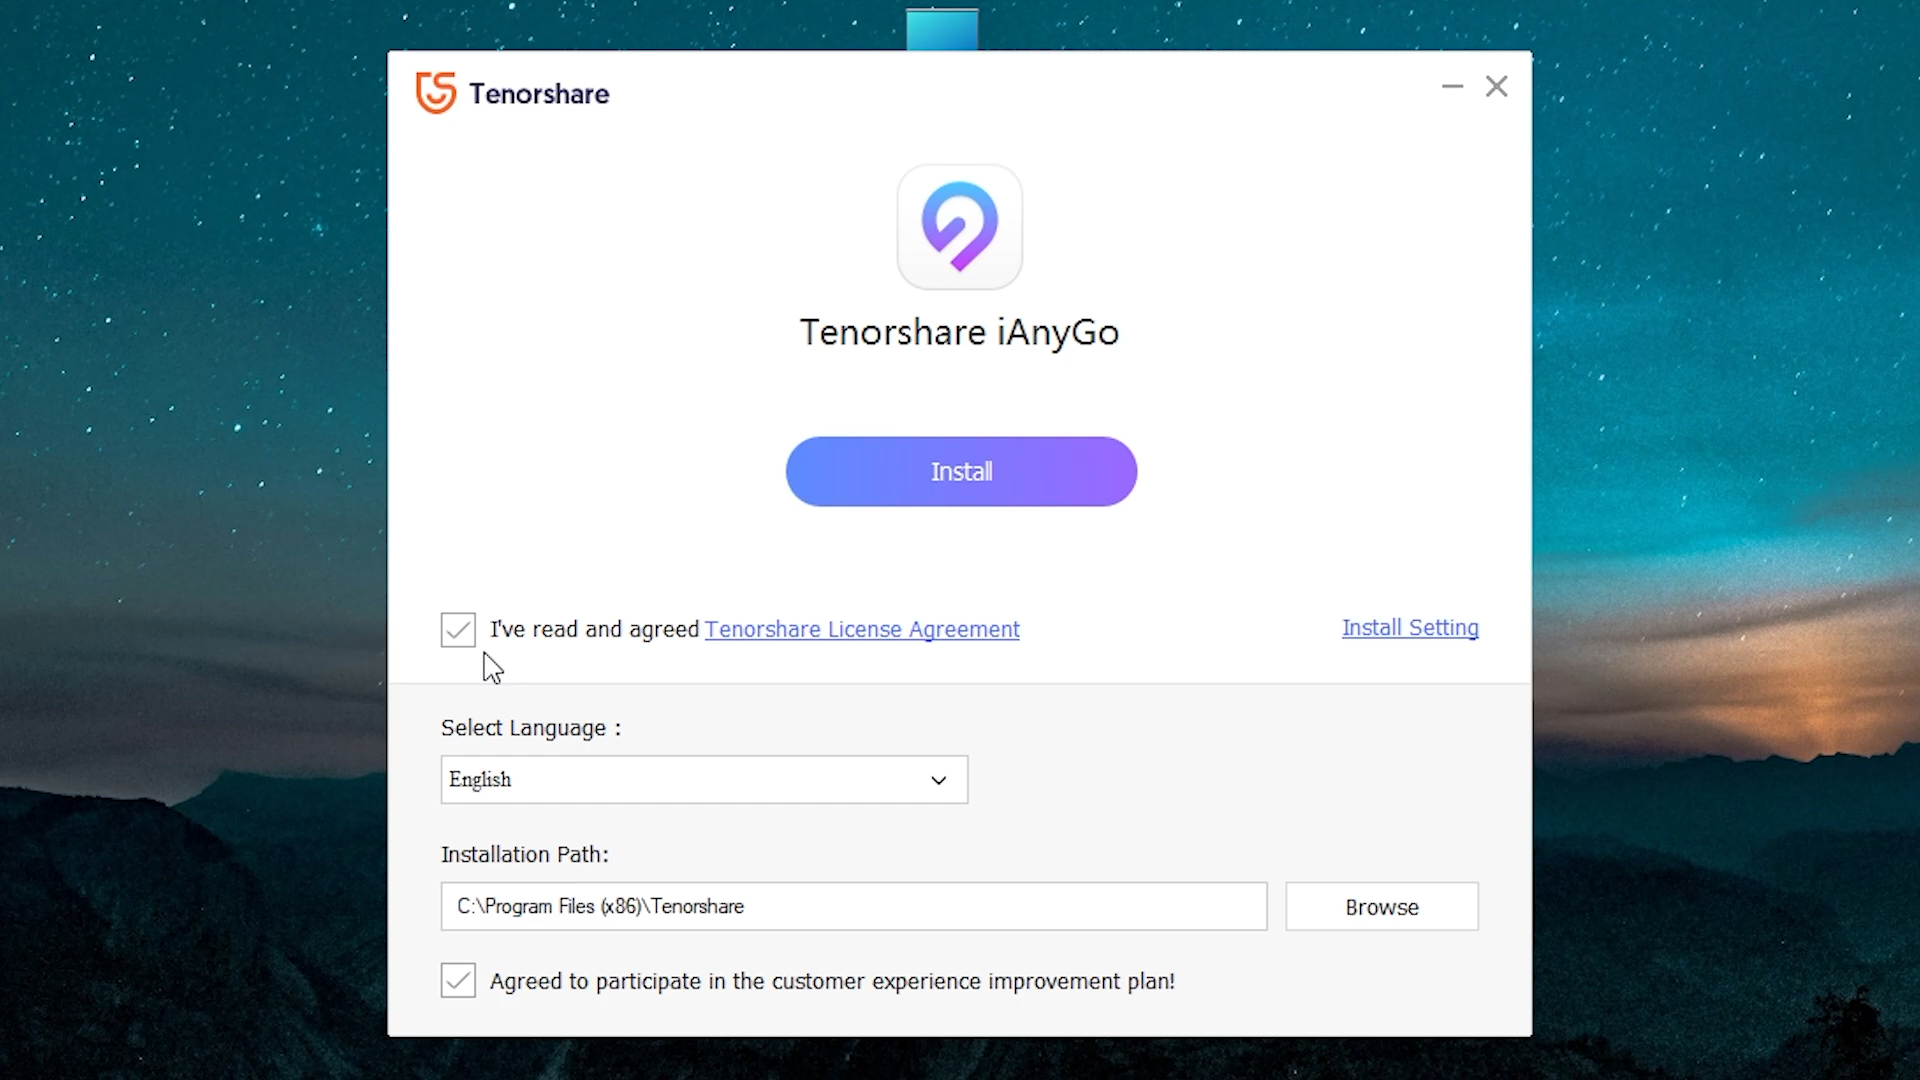 Tenorshare
Tenorshare iAnyGo
Install
I've read and agreed Tenorshare License Agreement
Install Setting
Select Language :
English
Installation Path:
C:\Program Files (x86)\Tenorshare
Browse
Agreed to participate in the customer experience improvement plan!